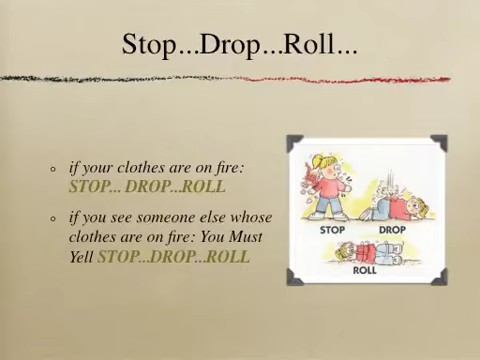 Stop...Drop...Roll...
if your clothes are on fire:
STOP... DROP...ROLL
if you see someone else whose
clothes are on fire: You Must
Yell STOP...DROP...ROLL
STOP
DROP
ROLL